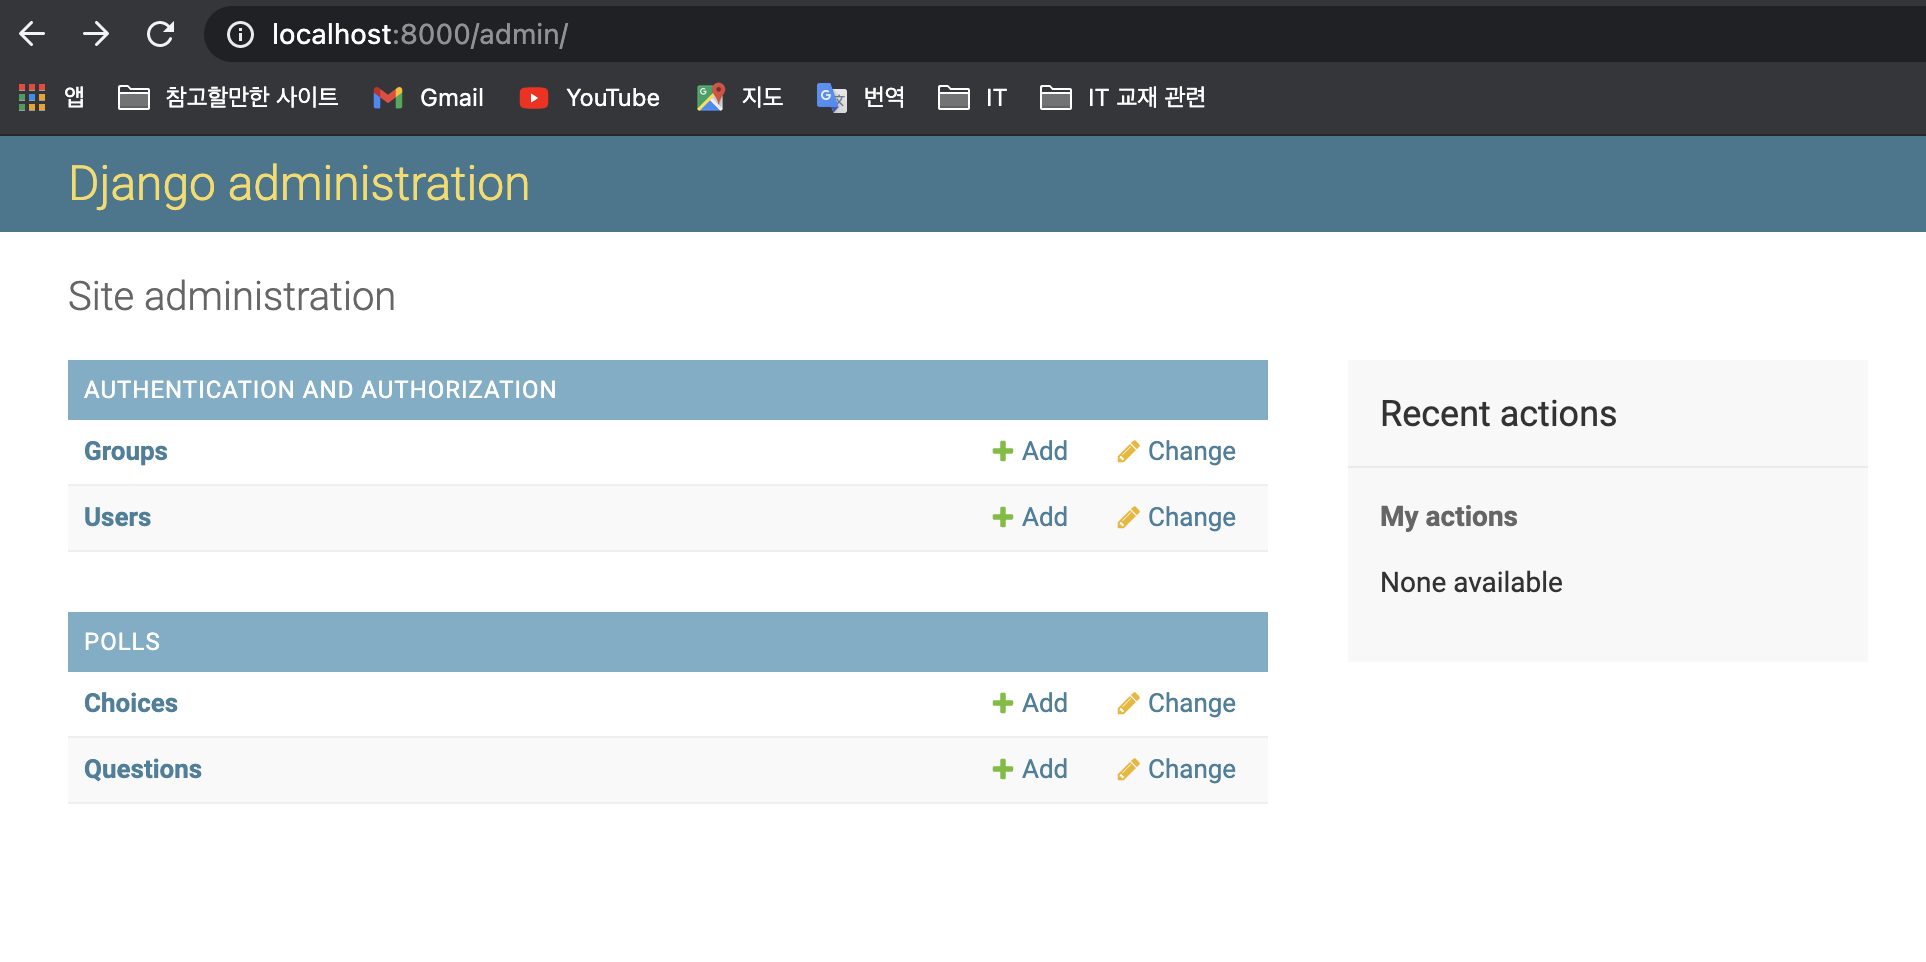 localhost:8000/admin/
앱 참고할만한 사이트 Gmail YouTube 지도 번역 IT IT 교재 관련
Django administration
Site administration
AUTHENTICATION AND AUTHORIZATION
Groups Add Change
Users Add Change
POLLS
Choices Add Change
Questions Add Change
Recent actions
My actions
None available